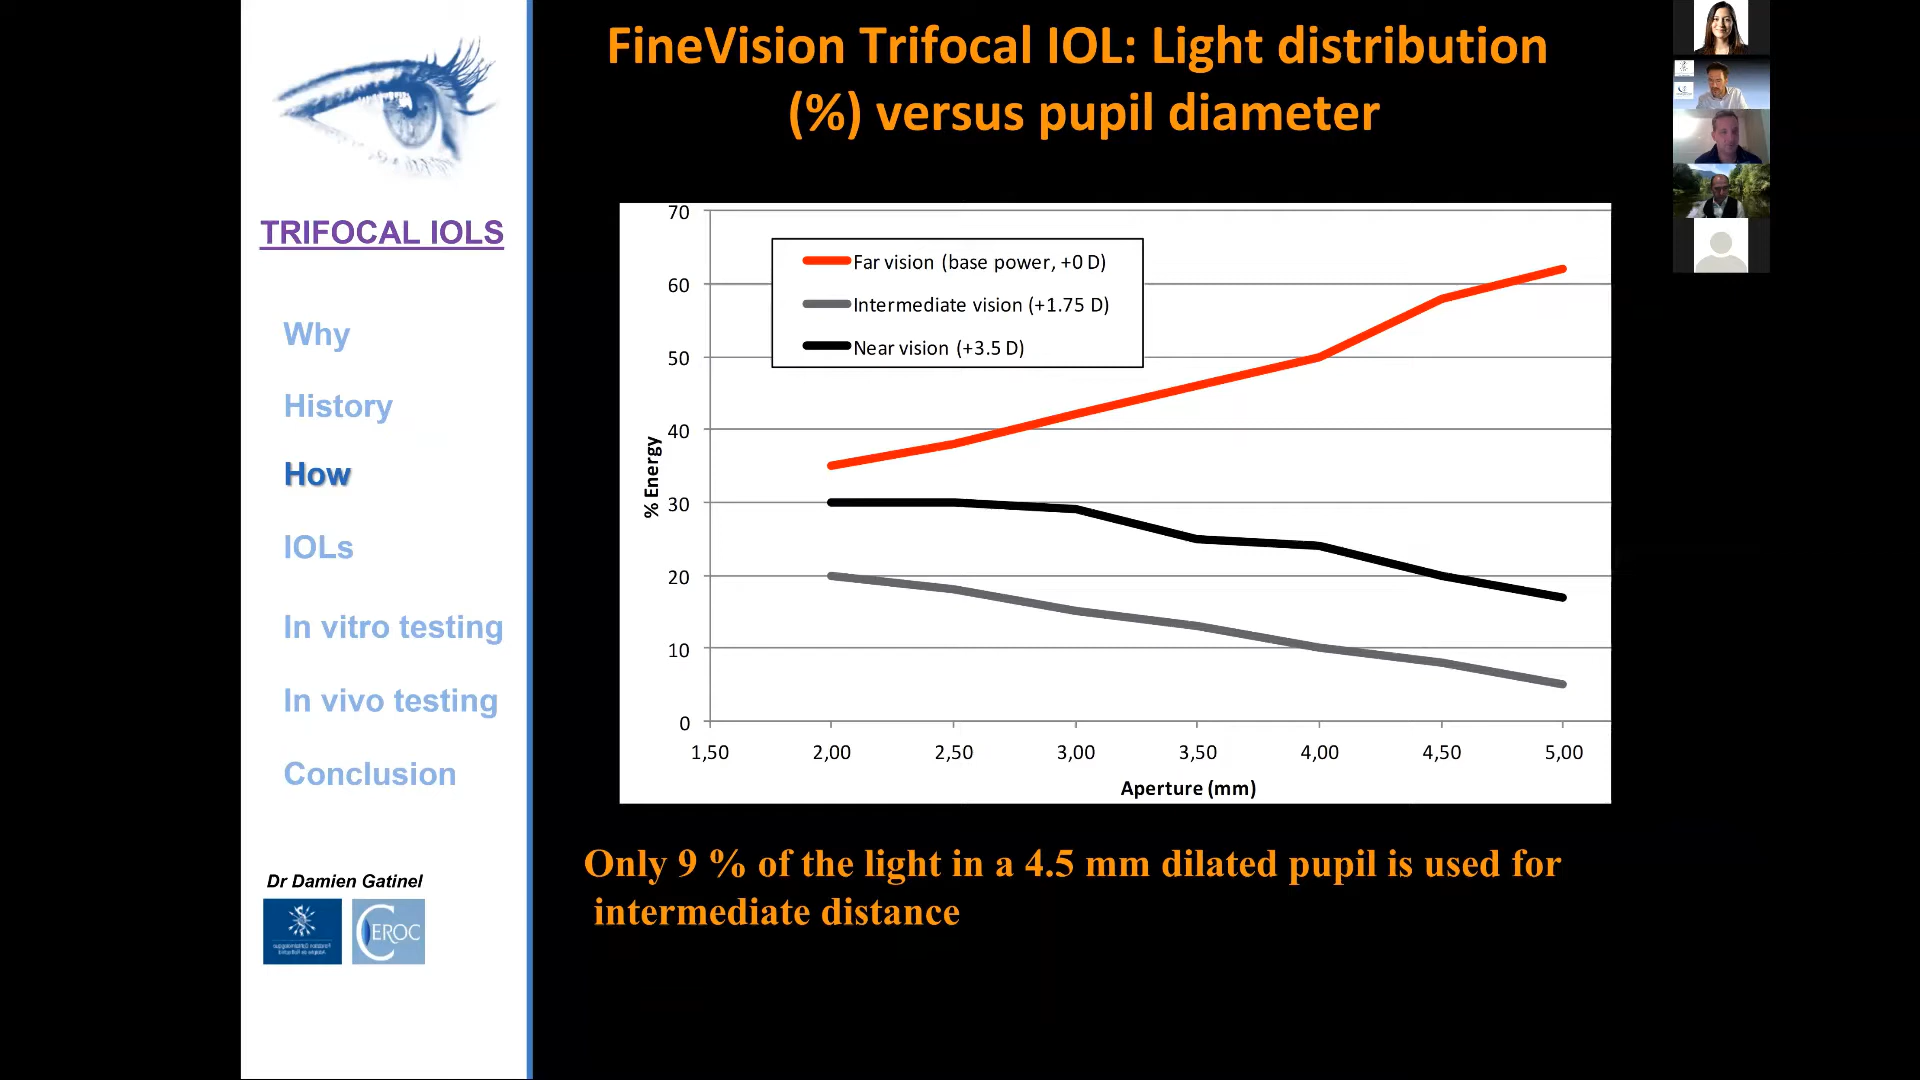 FineVision Trifocal IOL: Light distribution
(%) versus pupil diameter
TRIFOCAL IOLS
Why
History
How
IOLs
In vitro testing
In vivo testing
Conclusion
Dr Damien Gatinel
CEROC
70
60
50
40
30
20
10
0
% Energy
Far vision (base power, +0 D)
Intermediate vision (+1.75 D)
Near vision (+3.5 D)
1,50 2,00 2,50 3,00 3,50 4,00 4,50 5,00
Aperture (mm)
Only 9 % of the light in a 4.5 mm dilated pupil is used for
intermediate distance